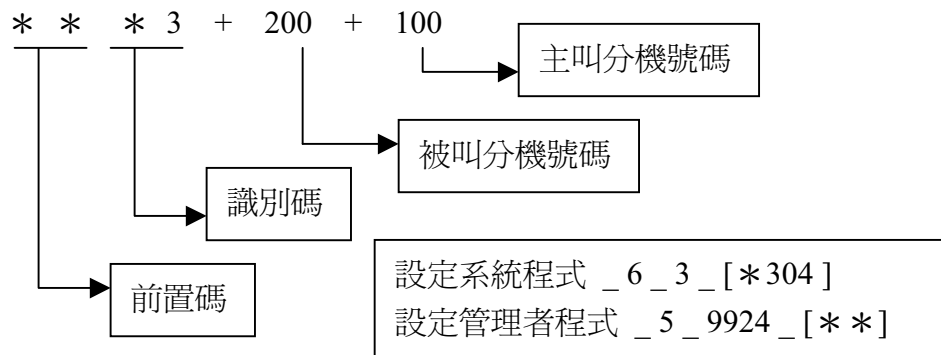 ＊ ＊ ＊ 3 + 200 + 100
主叫分機號碼
被叫分機號碼
識別碼
前置碼
設定系統程式 _ 6 _ 3 _ [＊304 ]
設定管理者程式 _ 5 _ 9924 _ [＊＊]